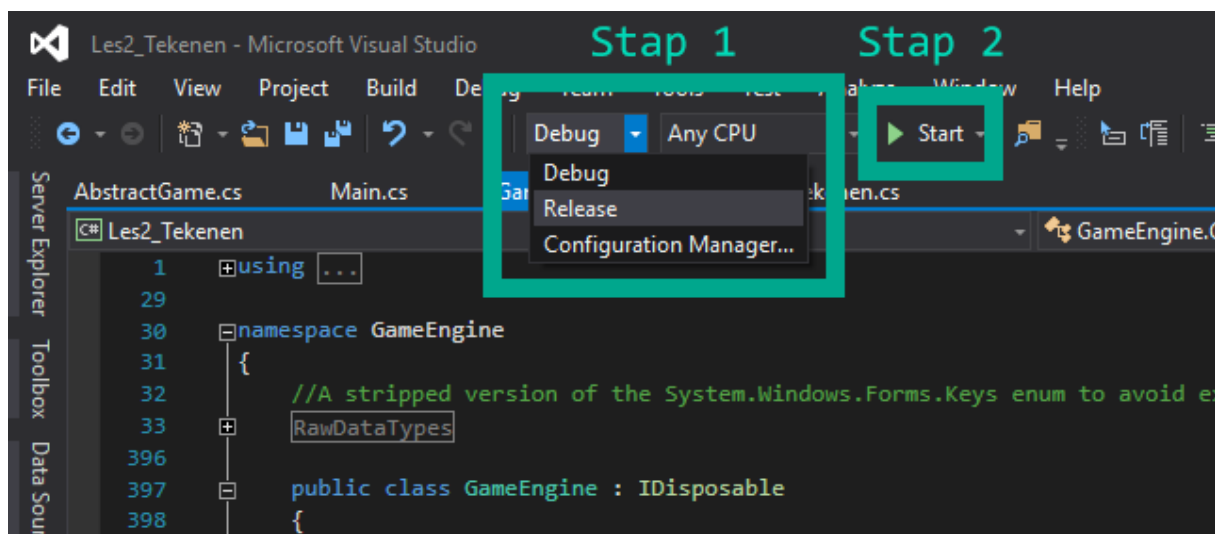 Les2_Tekenen - Microsoft Visual Studio
Stap 1 Stap 2
File Edit View Project Build Help
Debug Any CPU Start
Debug
Release
Configuration Manager...
Server Explorer
Toolbox
AbstractGame.cs Main.cs
C# Les2_Tekenen
1 using ...
29
30 namespace GameEngine
31 {
32 //A stripped version of the System.Windows.Forms.Keys enum to avoid
33 RawDataTypes
396
397 public class GameEngine : IDisposable
398 {
Data